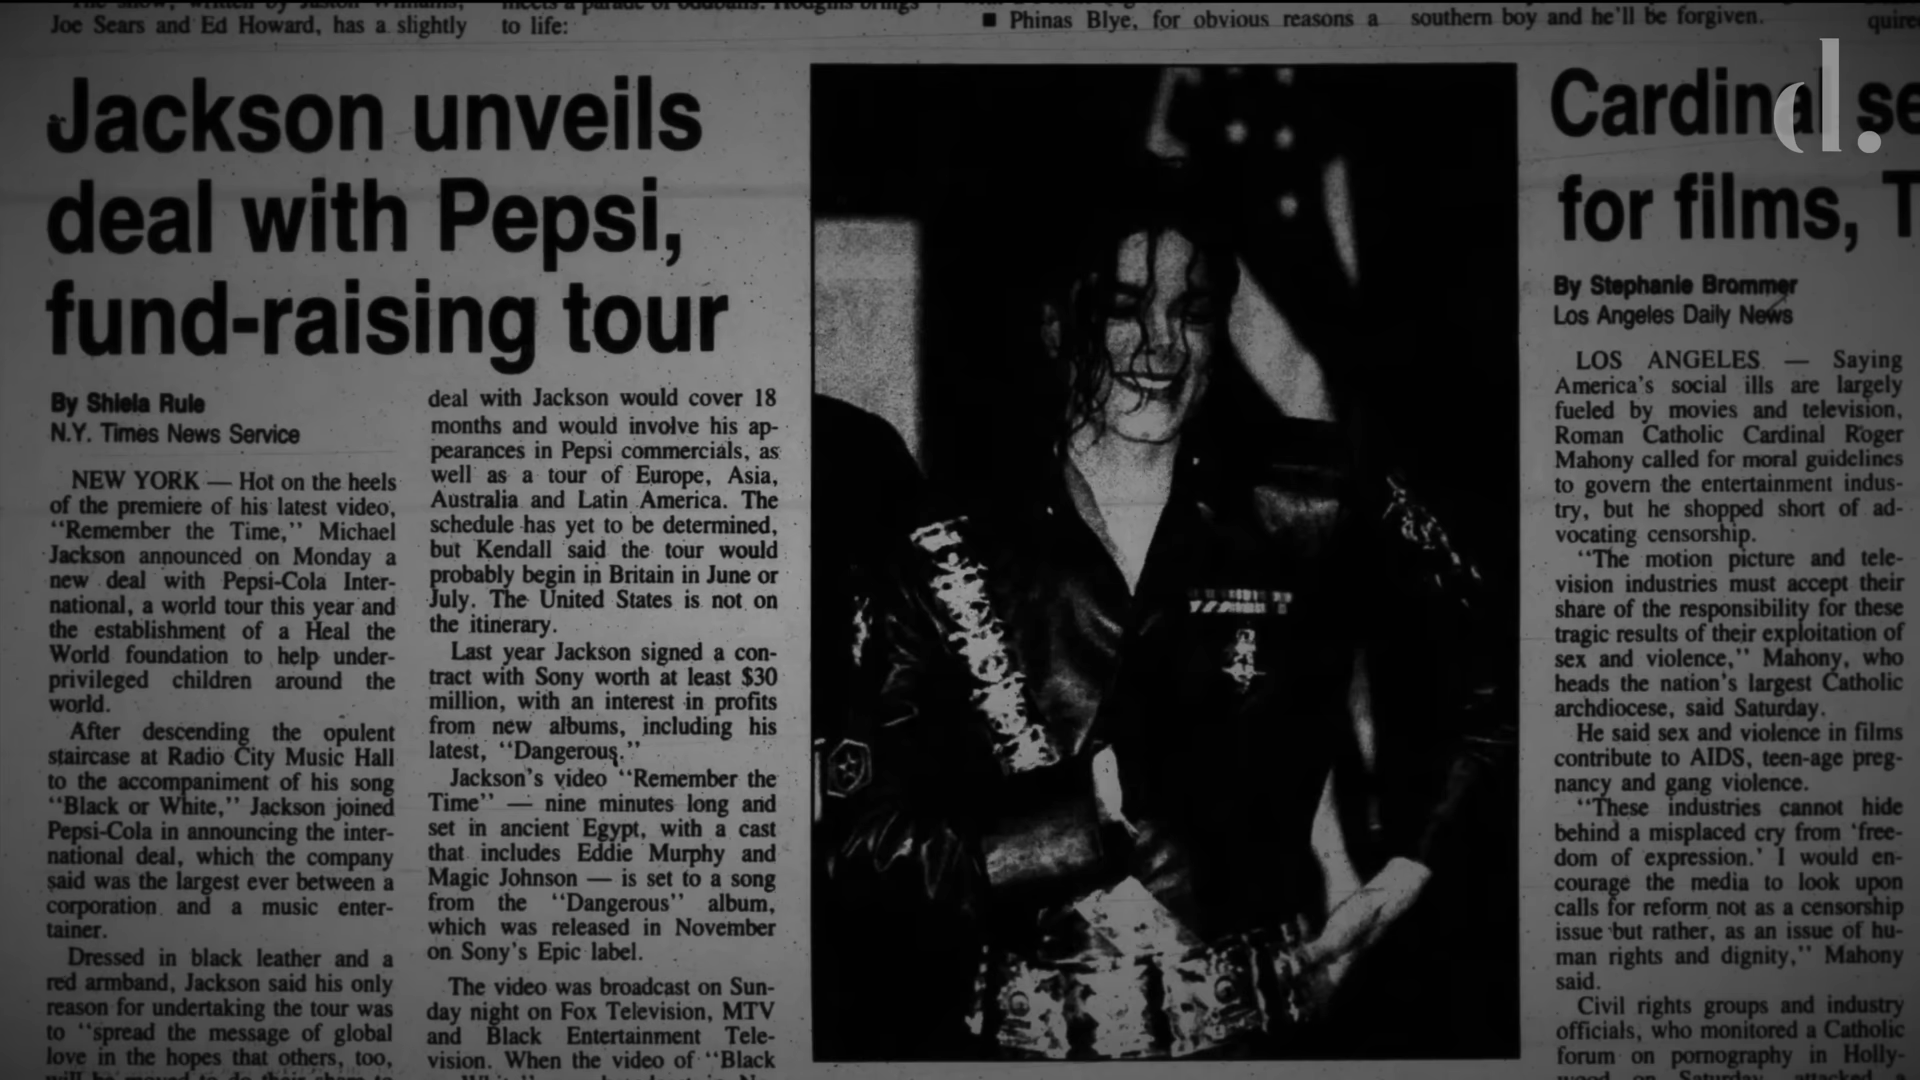 Joe Sears and Ed Howard, has a slightly
to life:
■ Phinas Blye, for obvious reasons a
southern boy and he'll be forgiven.
Jackson unveils
deal with Pepsi,
fund-raising tour
By Shiela Rule
N.Y. Times News Service
NEW YORK — Hot on the heels
of the premiere of his latest video,
“Remember the Time,” Michael
Jackson announced on Monday a
new deal with Pepsi-Cola Inter-
national, a world tour this year and
the establishment of a Heal the
World foundation to help under-
privileged children around the
world.
After descending the opulent
staircase at Radio City Music Hall
to the accompaniment of his song
“Black or White,” Jackson joined
Pepsi-Cola in announcing the inter-
national deal, which the company
said was the largest ever between a
corporation and a music enter-
tainer.
Dressed in black leather and a
red armband, Jackson said his only
reason for undertaking the tour was
to “spread the message of global
love in the hopes that others, too,
deal with Jackson would cover 18
months and would involve his ap-
pearances in Pepsi commercials, as
well as a tour of Europe, Asia,
Australia and Latin America. The
schedule has yet to be determined,
but Kendall said the tour would
probably begin in Britain in June or
July. The United States is not on
the itinerary.
Last year Jackson signed a con-
tract with Sony worth at least $30
million, with an interest in profits
from new albums, including his
latest, “Dangerous.”
Jackson's video “Remember the
Time” — nine minutes long and
set in ancient Egypt, with a cast
that includes Eddie Murphy and
Magic Johnson — is set to a song
from the “Dangerous” album,
which was released in November
on Sony's Epic label.
The video was broadcast on Sun-
day night on Fox Television, MTV
and Black Entertainment Tele-
vision. When the video of “Black
Cardinal se
for films, T
By Stephanie Brommer
Los Angeles Daily News
LOS ANGELES — Saying
America's social ills are largely
fueled by movies and television,
Roman Catholic Cardinal Roger
Mahony called for moral guidelines
to govern the entertainment indus-
try, but he shopped short of ad-
vocating censorship.
“The motion picture and tele-
vision industries must accept their
share of the responsibility for these
tragic results of their exploitation of
sex and violence,” Mahony, who
heads the nation's largest Catholic
archdiocese, said Saturday.
He said sex and violence in films
contribute to AIDS, teen-age preg-
nancy and gang violence.
“These industries cannot hide
behind a misplaced cry from ‘free-
dom of expression.’ I would en-
courage the media to look upon
calls for reform not as a censorship
issue but rather, as an issue of hu-
man rights and dignity,” Mahony
said.
Civil rights groups and industry
officials, who monitored a Catholic
forum on pornography in Holly-
d.